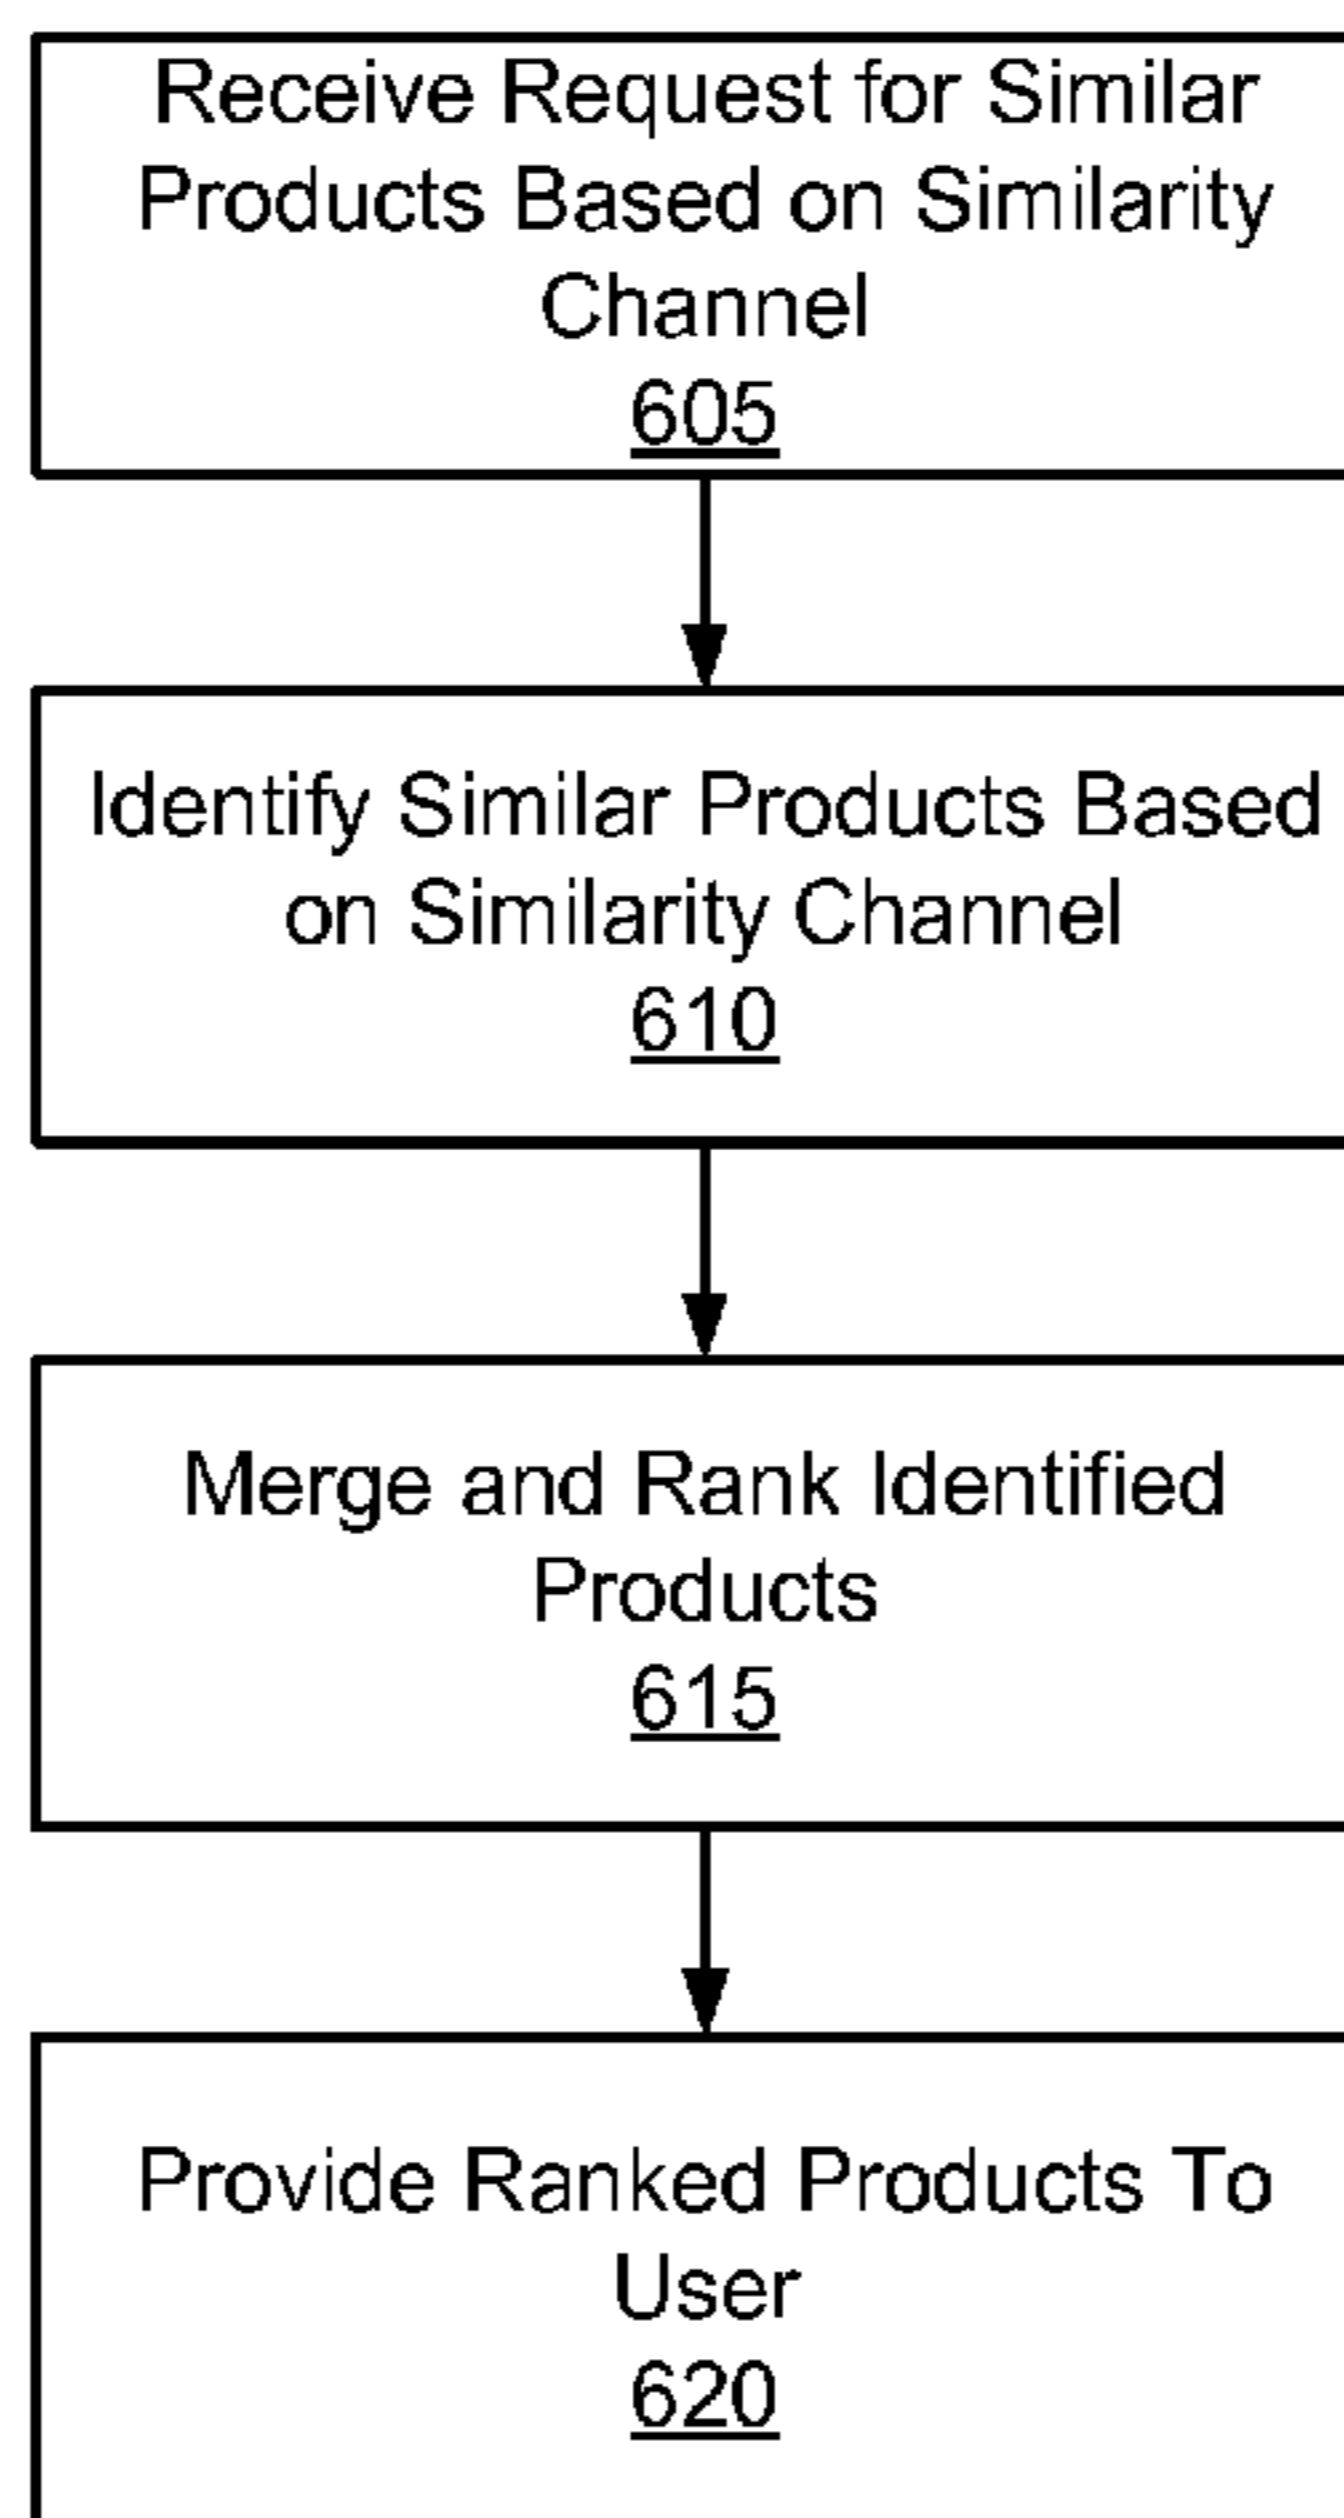 Receive Request for Similar
Products Based on Similarity
Channel
605
Identify Similar Products Based
on Similarity Channel
610
Merge and Rank Identified
Products
615
Provide Ranked Products To
User
620